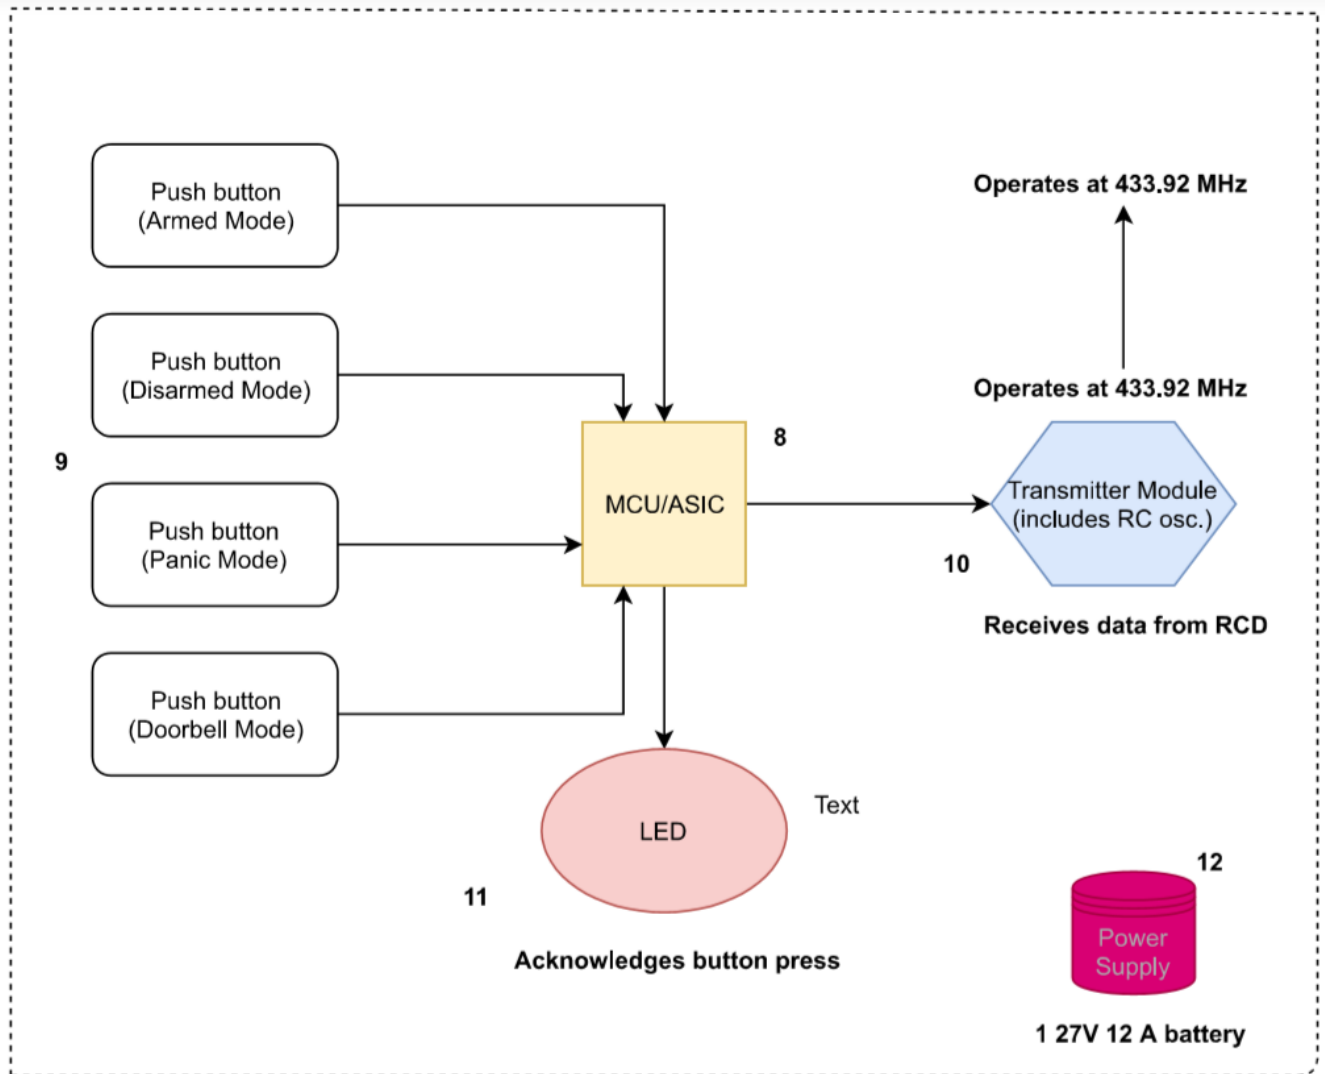 Push button
(Armed Mode)
Operates at 433.92 MHz
Push button
(Disarmed Mode)
Operates at 433.92 MHz
9
8
Push button
(Panic Mode)
MCU/ASIC
Transmitter Module
(includes RC osc.)
10
Receives data from RCD
Push button
(Doorbell Mode)
LED
Text
11
Acknowledges button press
12
Power
Supply
1 27V 12 A battery